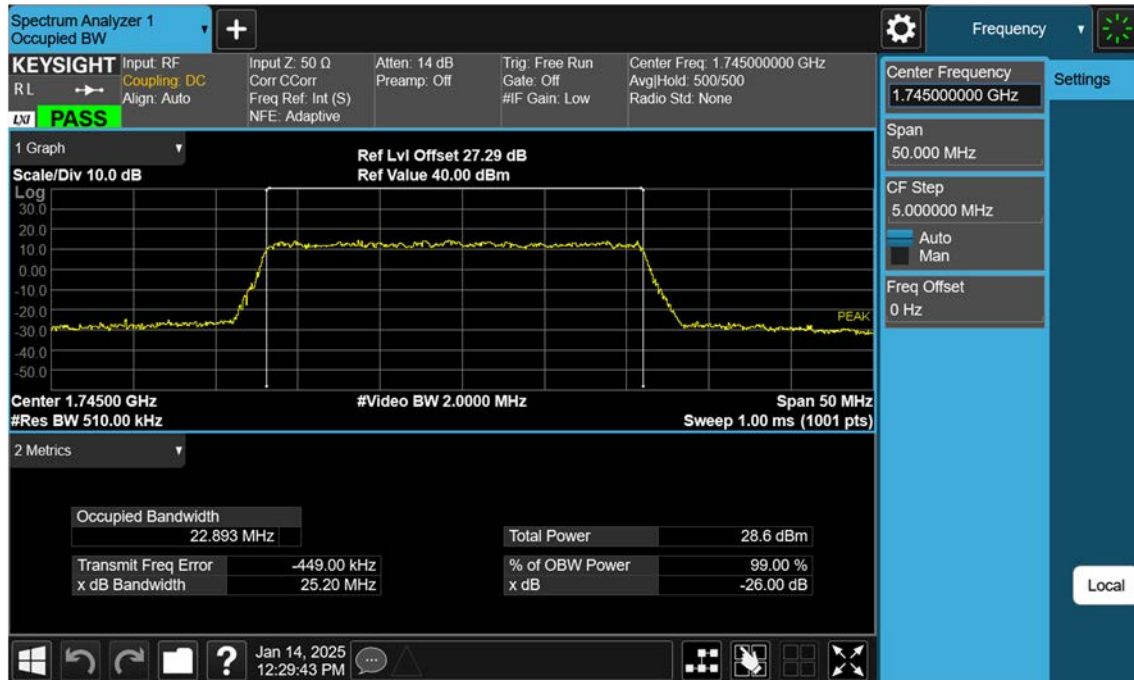 Spectrum Analyzer 1
Occupied BW
+
Frequency
KEYSIGHT
R L
LXI
PASS
Input: RF
Coupling: DC
Align: Auto
Input Z: 50 Ω
Corr CCorr
Freq Ref: Int (S)
NFE: Adaptive
Atten: 14 dB
Preamp: Off
Trig: Free Run
Gate: Off
#IF Gain: Low
Center Freq: 1.745000000 GHz
Avg|Hold: 500/500
Radio Std: None
Center Frequency
1.745000000 GHz
Settings
Span
50.000 MHz
CF Step
5.000000 MHz
Auto
Man
Freq Offset
0 Hz
Local
1 Graph
Scale/Div 10.0 dB
Ref Lvl Offset 27.29 dB
Ref Value 40.00 dBm
Log
30.0
20.0
10.0
0.00
-10.0
-20.0
-30.0
-40.0
-50.0
PEAK
Center 1.74500 GHz
#Video BW 2.0000 MHz
Span 50 MHz
#Res BW 510.00 kHz
Sweep 1.00 ms (1001 pts)
2 Metrics
Occupied Bandwidth
22.893 MHz
Total Power 28.6 dBm
Transmit Freq Error -449.00 kHz
% of OBW Power 99.00 %
x dB Bandwidth 25.20 MHz
x dB -26.00 dB
?
Jan 14, 2025
12:29:43 PM